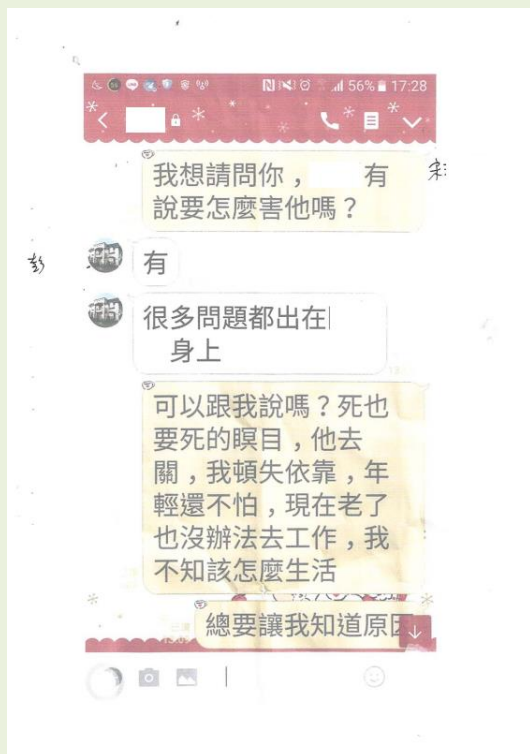 56% 17:28
我想請問你, 有
說要怎麼害他嗎?
宋
彭
有
很多問題都出在
身上
可以跟我說嗎?死也
要死的瞑目,他去
關,我頓失依靠,年
輕還不怕,現在老了
也沒辦法去工作,我
不知該怎麼生活
總要讓我知道原因